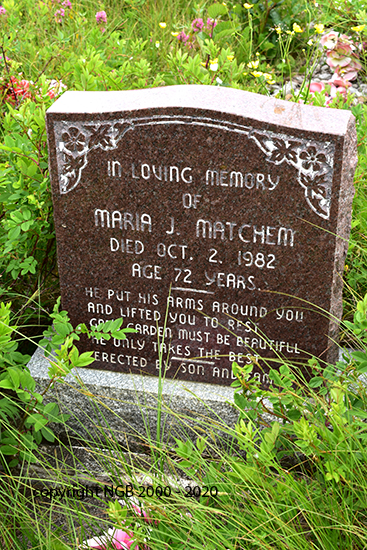 IN LOVING MEMORY
OF
MARIA J. MATCHEM
DIED OCT. 2, 1982
AGE 72 YEARS.
HE PUT HIS ARMS AROUND YOU
AND LIFTED YOU TO REST
GOD'S GARDEN MUST BE BEAUTIFUL
HE ONLY TAKES THE BEST
ERECTED BY SON AND FAMILY
copyright NGB 2000 - 2020